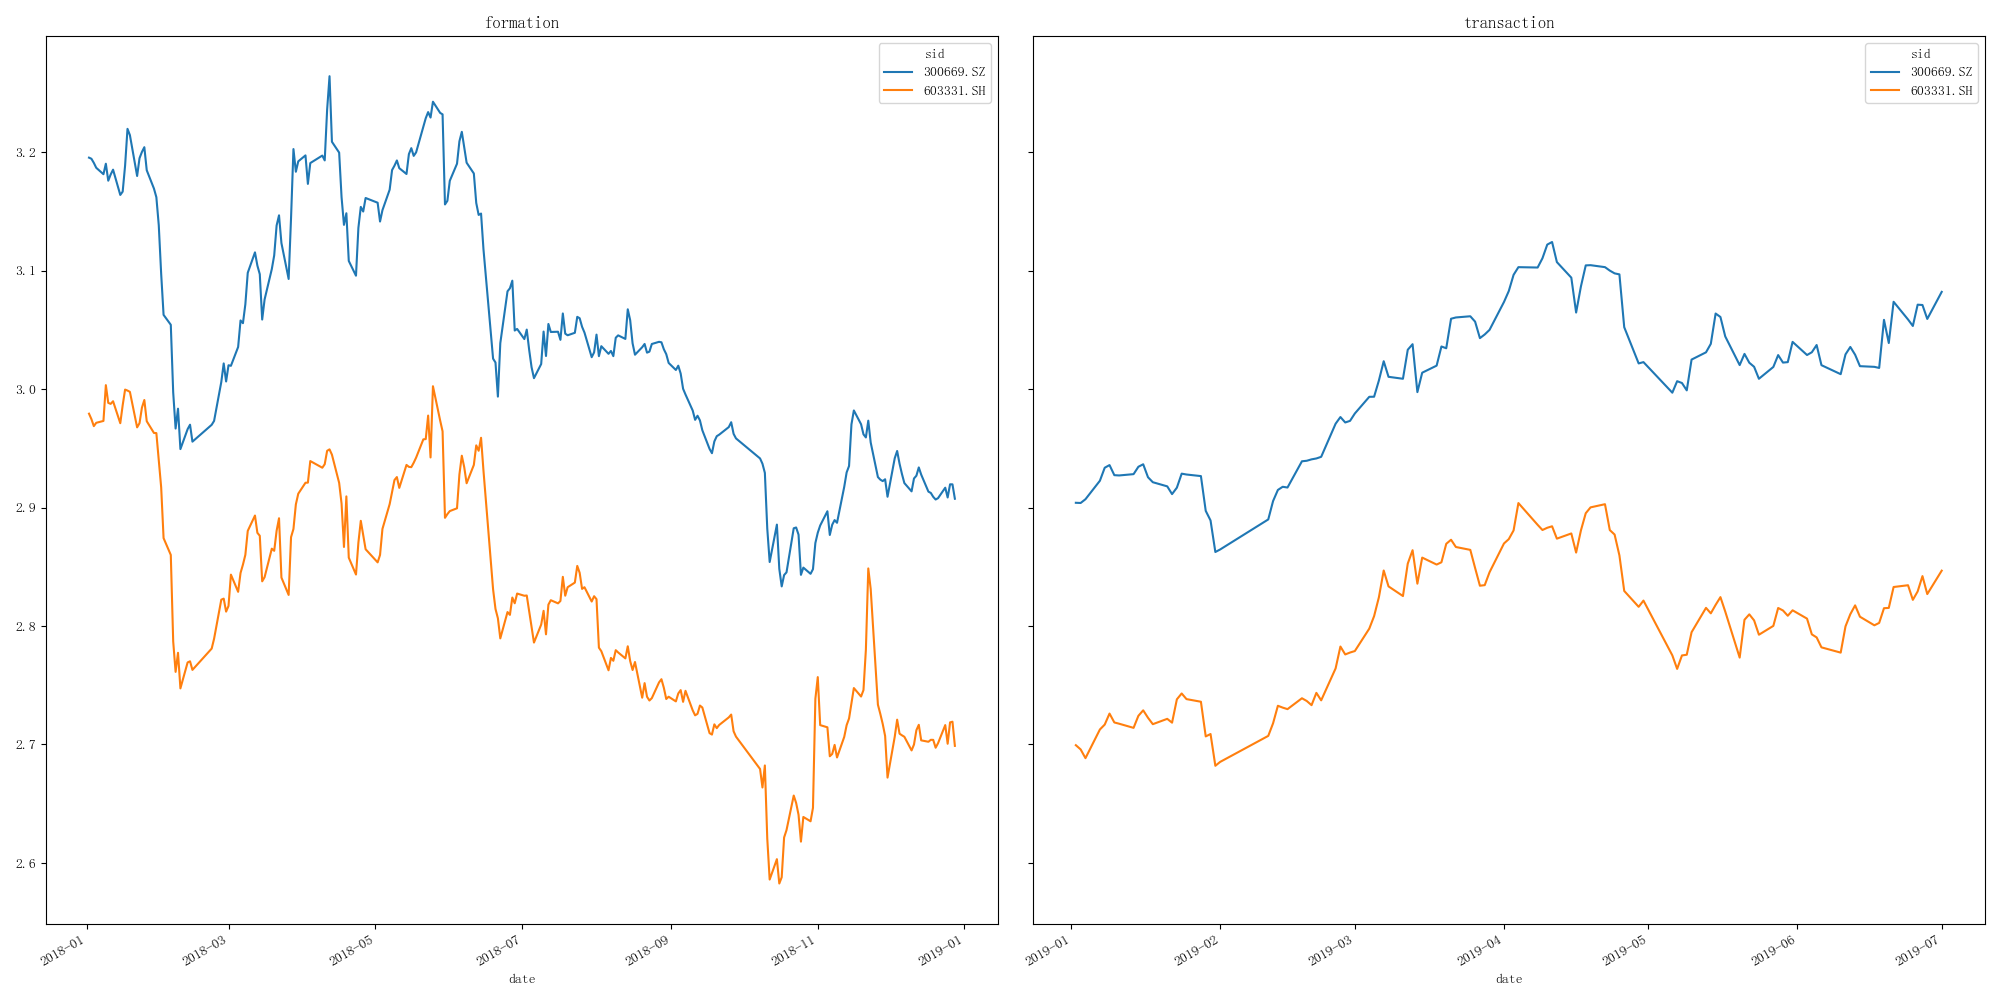 formation
sid
300669.SZ
603331.SH
3.2
3.1
3.0
2.9
2.8
2.7
2.6
2018-01
2018-03
2018-05
2018-07
2018-09
2018-11
2019-01
date
transaction
sid
300669.SZ
603331.SH
2019-01
2019-02
2019-03
2019-04
2019-05
2019-06
2019-07
date